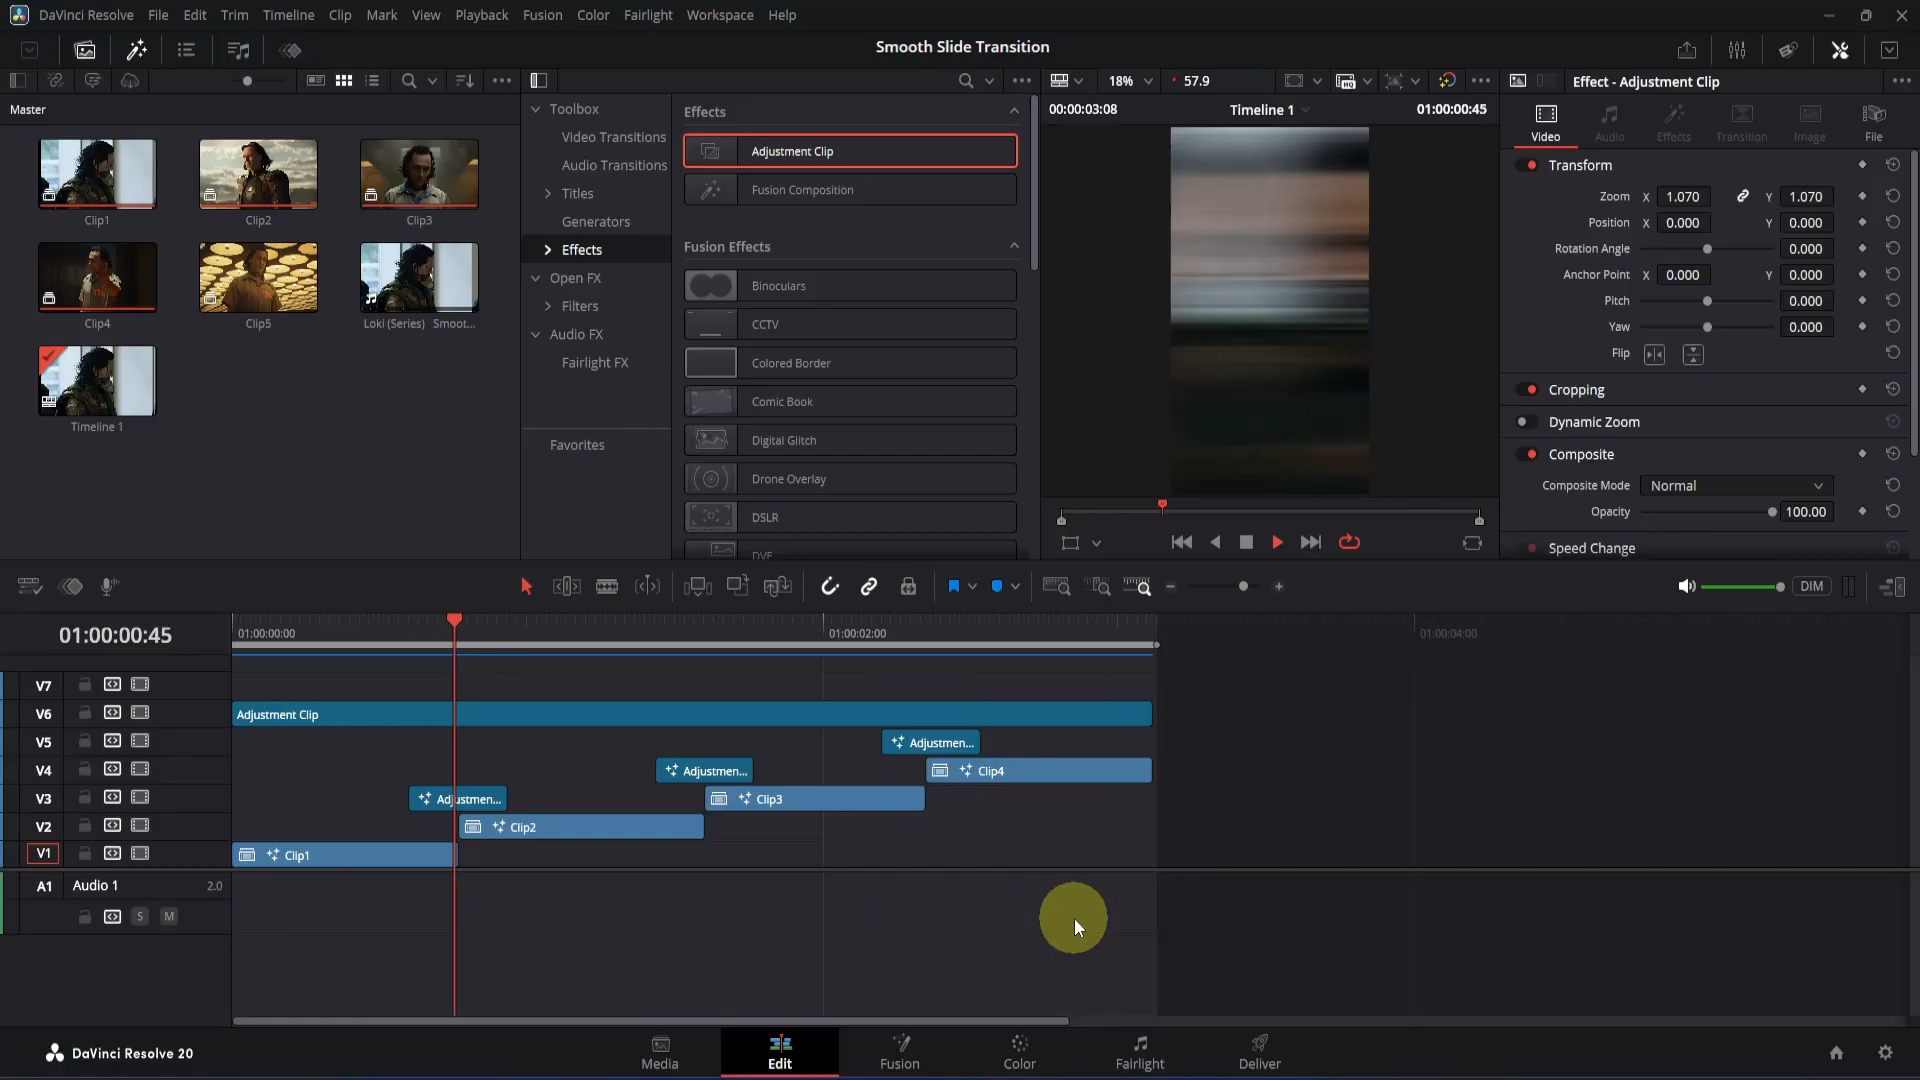 DaVinci Resolve File Edit Trim Timeline Clip Mark View Playback Fusion Color Fairlight Workspace Help
Smooth Slide Transition
18% 57.9 Effect - Adjustment Clip
Master
Clip1 Clip2 Clip3
Clip4 Clip5 Loki (Series) Smoot...
Timeline 1
Toolbox
Video Transitions
Audio Transitions
Titles
Generators
Effects
Open FX
Filters
Audio FX
Fairlight FX
Favorites
Effects
Adjustment Clip
Fusion Composition
Fusion Effects
Binoculars
CCTV
Colored Border
Comic Book
Digital Glitch
Drone Overlay
DSLR
DVE
00:00:03:08 Timeline 1 01:00:00:45
Video Audio Effects Transition Image File
Transform
Zoom X 1.070 Y 1.070
Position X 0.000 Y 0.000
Rotation Angle 0.000
Anchor Point X 0.000 Y 0.000
Pitch 0.000
Yaw 0.000
Flip
Cropping
Dynamic Zoom
Composite
Composite Mode Normal
Opacity 100.00
Speed Change
DIM
01:00:00:45 01:00:00:00 01:00:02:00 01:00:04:00
V7
V6 Adjustment Clip
V5 Adjustmen...
V4 Adjustmen... Clip4
V3 Adjustmen... Clip3
V2 Clip2
V1 Clip1
A1 Audio 1 2.0
S M
DaVinci Resolve 20 Media Edit Fusion Color Fairlight Deliver